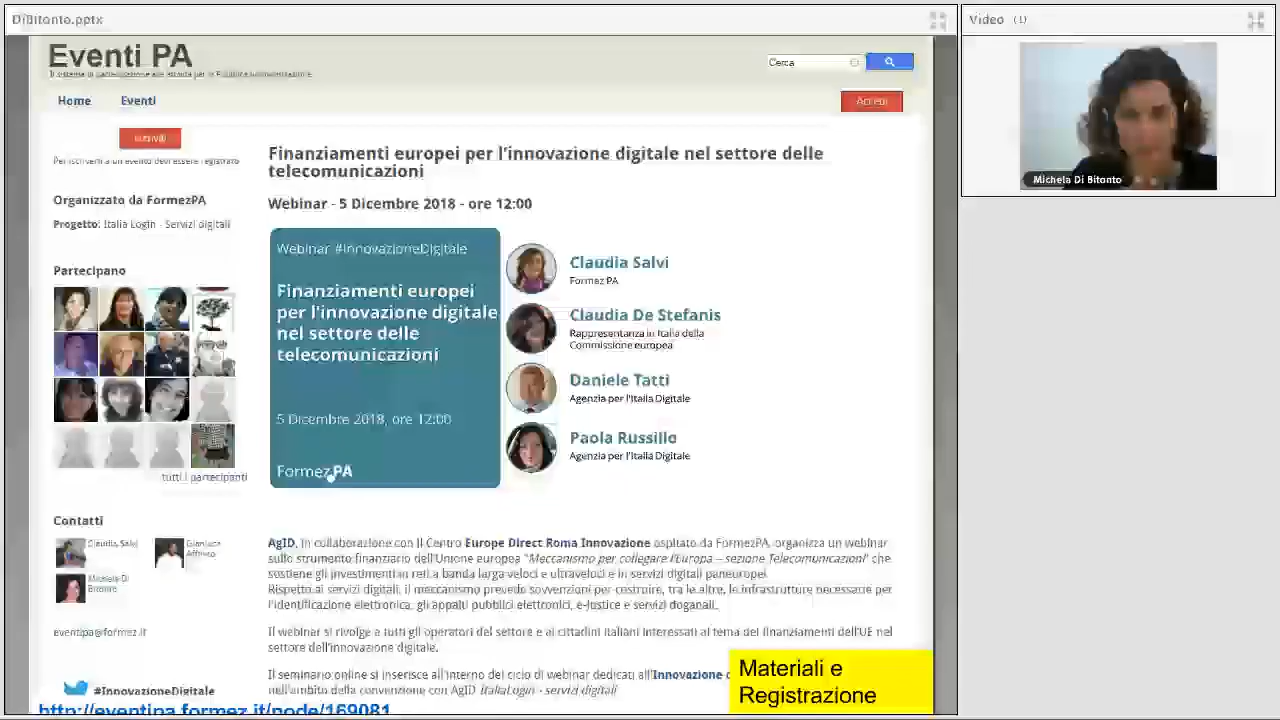 DiBitonto.pptx
Video (1)
Eventi PA
Cerca
Home
Eventi
Accedi
Iscriviti
Per iscriverti a un evento devi essere registrato
Organizzato da FormezPA
Progetto: Italia Login - Servizi digitali
Partecipano
tutti i partecipanti
Contatti
Claudia Salvi
Gianluca
Affinito
Michela Di
Bitonto
eventipa@formez.it
#InnovazioneDigitale
http://eventipa.formez.it/node/169081
Finanziamenti europei per l'innovazione digitale nel settore delle
telecomunicazioni
Webinar - 5 Dicembre 2018 - ore 12:00
Webinar #InnovazioneDigitale
Finanziamenti europei
per l'innovazione digitale
nel settore delle
telecomunicazioni
5 Dicembre 2018, ore 12:00
FormezPA
Claudia Salvi
Formez PA
Claudia De Stefanis
Rappresentanza in Italia della
Commissione europea
Daniele Tatti
Agenzia per l'Italia Digitale
Paola Russillo
Agenzia per l'Italia Digitale
AgID, in collaborazione con il Centro Europe Direct Roma Innovazione ospitato da FormezPA, organizza un webinar
sullo strumento finanziario dell'Unione europea "Meccanismo per collegare l'Europa – sezione Telecomunicazioni" che
sostiene gli investimenti in reti a banda larga veloci e ultraveloci e in servizi digitali paneuropei.
Rispetto ai servizi digitali, il meccanismo prevede sovvenzioni per costruire, tra le altre, le infrastrutture necessarie per
l'identificazione elettronica, gli appalti pubblici elettronici, e-justice e servizi doganali.
Il webinar si rivolge a tutti gli operatori del settore e ai cittadini italiani interessati al tema dei finanziamenti dell'UE nel
settore dell'innovazione digitale.
Il seminario online si inserisce all'interno del ciclo di webinar dedicati all'Innovazione
nell'ambito della convenzione con AgID ItaliaLogin - servizi digitali
Materiali e
Registrazione
Michela Di Bitonto